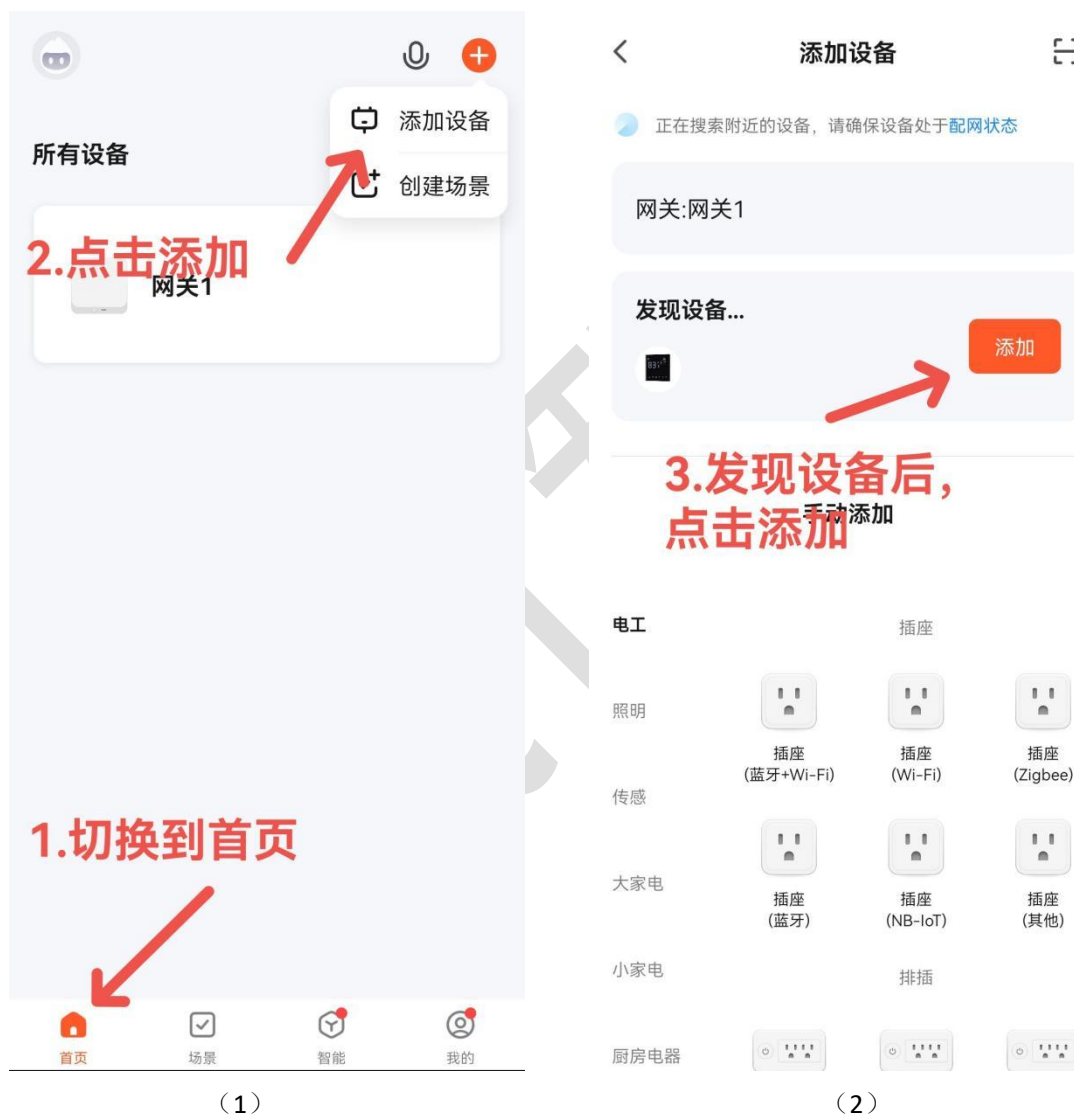 添加设备
所有设备
创建场景
2.点击添加
网关1
1.切换到首页
首页
场景
智能
我的
（1）
添加设备
正在搜索附近的设备，请确保设备处于配网状态
网关:网关1
发现设备...
添加
3.发现设备后，
点击添加
手动添加
电工
插座
照明
插座
(蓝牙+Wi-Fi)
插座
(Wi-Fi)
插座
(Zigbee)
传感
大家电
插座
(蓝牙)
插座
(NB-IoT)
插座
(其他)
小家电
排插
厨房电器
（2）